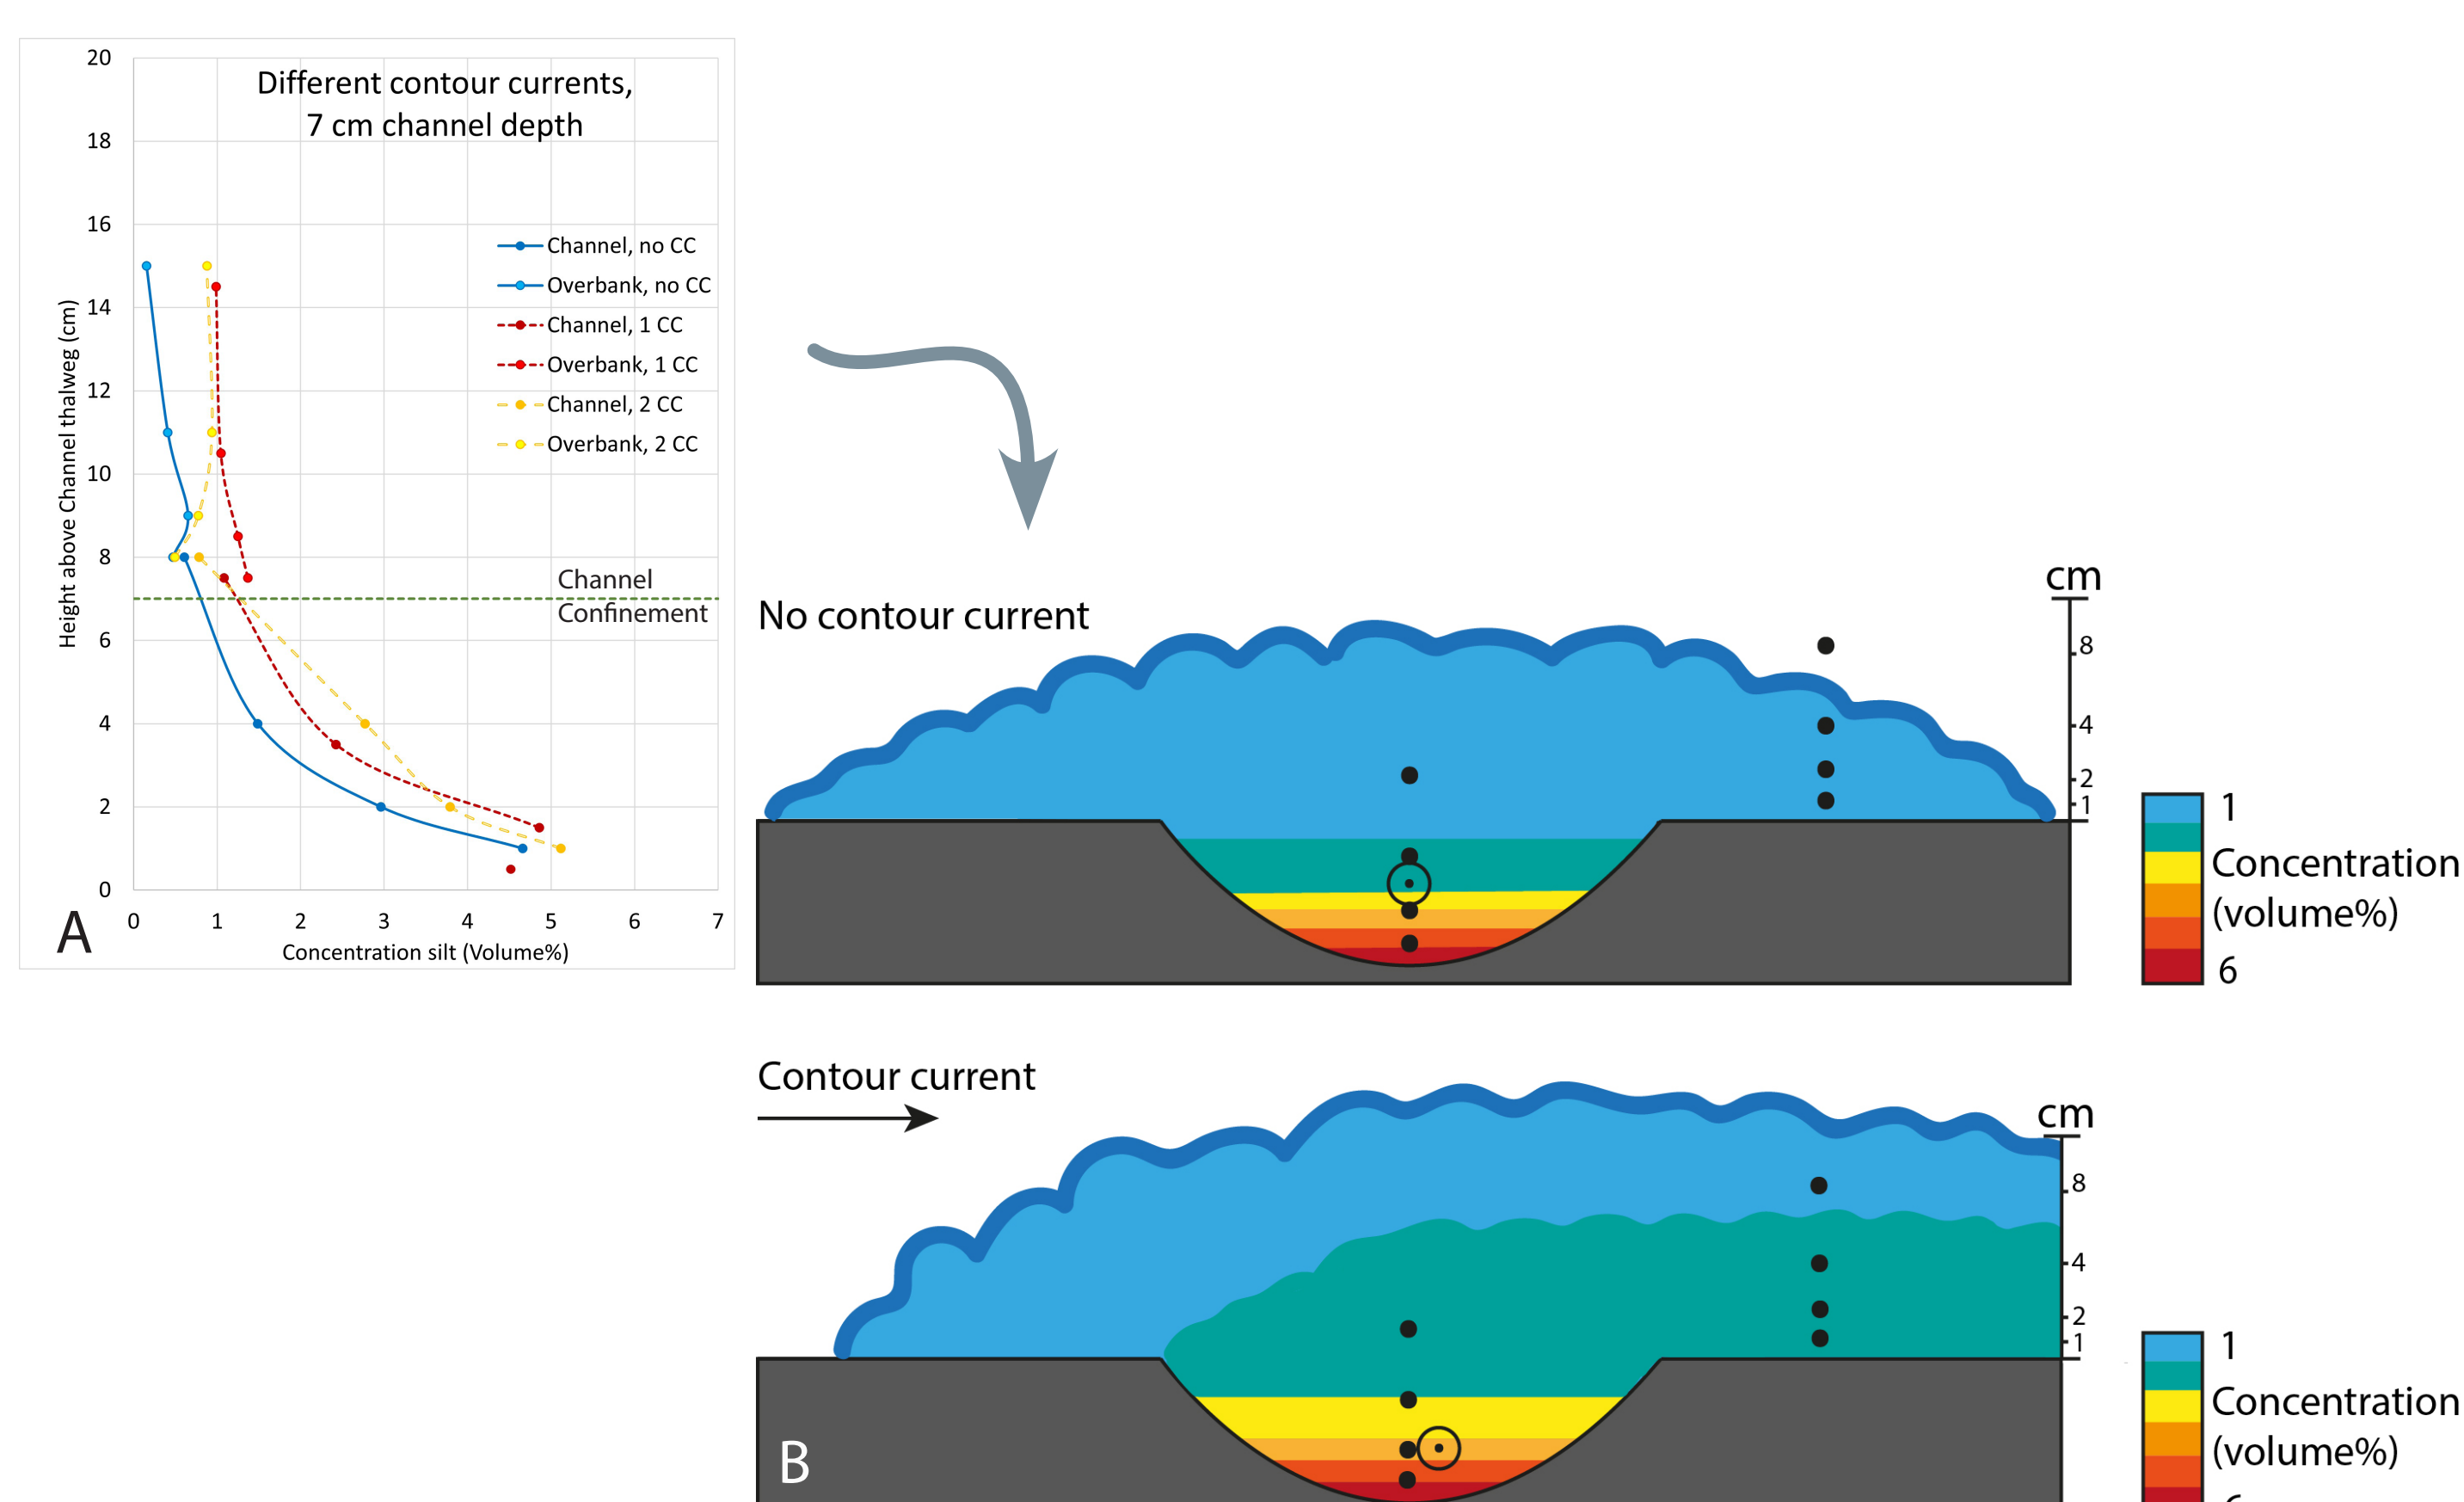 Different contour currents,
7 cm channel depth
20
18
16
14
12
10
8
6
4
2
0
Height above Channel thalweg (cm)
Channel, no CC
Overbank, no CC
Channel, 1 CC
Overbank, 1 CC
Channel, 2 CC
Overbank, 2 CC
Channel
Confinement
0 1 2 3 4 5 6 7
Concentration silt (Volume%)
A
No contour current
cm
8
4
2
1
1
Concentration
(volume%)
6
Contour current
cm
8
4
2
1
1
Concentration
(volume%)
B